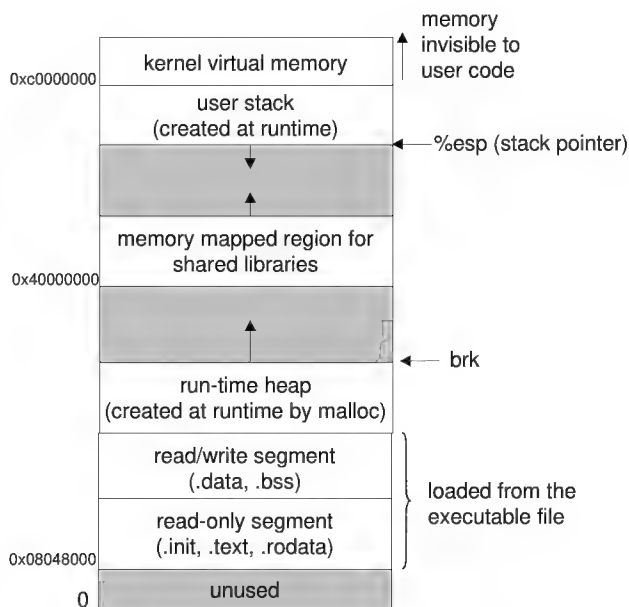 memory
invisible to
user code
0xc0000000
kernel virtual memory
user stack
(created at runtime)
%esp (stack pointer)
memory mapped region for
shared libraries
0x40000000
brk
run-time heap
(created at runtime by malloc)
read/write segment
(.data, .bss)
loaded from the
executable file
read-only segment
(.init, .text, .rodata)
0x08048000
unused
0